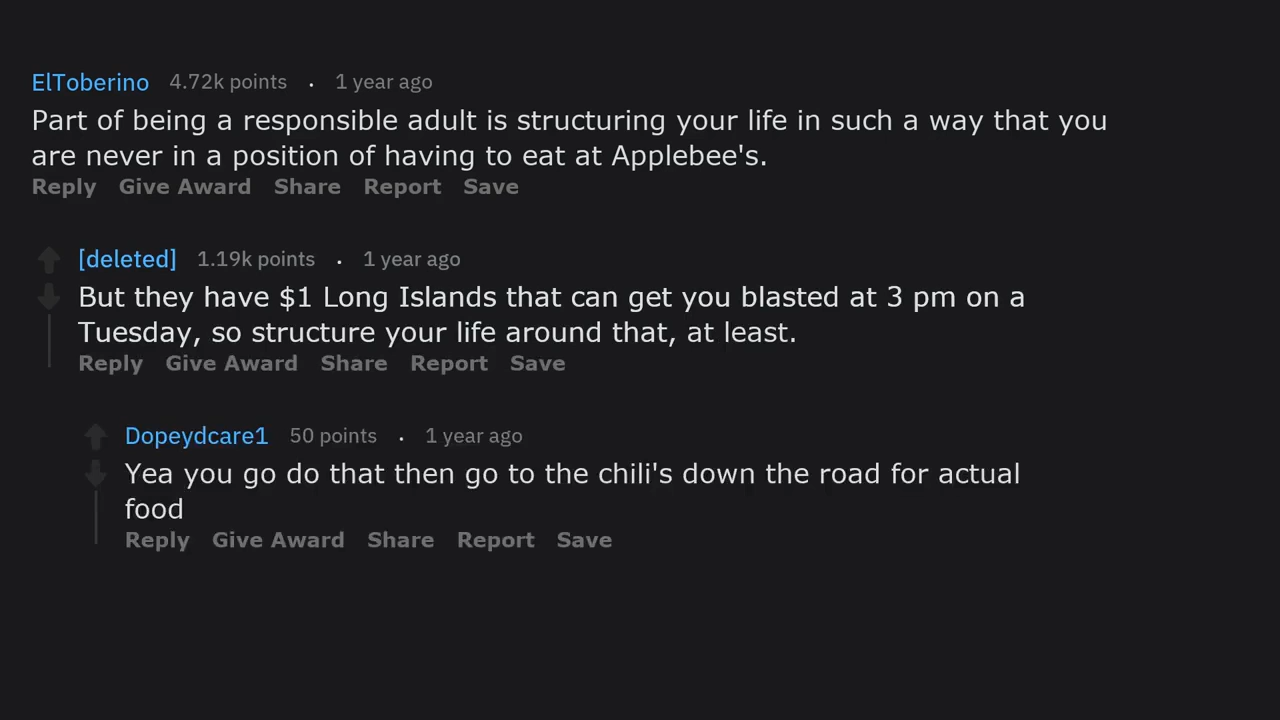 ElToberino 4.72k points . 1 year ago
Part of being a responsible adult is structuring your life in such a way that you
are never in a position of having to eat at Applebee's.
Reply Give Award Share Report Save
[deleted] 1.19k points . 1 year ago
But they have $1 Long Islands that can get you blasted at 3 pm on a
Tuesday, so structure your life around that, at least.
Reply Give Award Share Report Save
Dopeydcare1 50 points . 1 year ago
Yea you go do that then go to the chili's down the road for actual
food
Reply Give Award Share Report Save